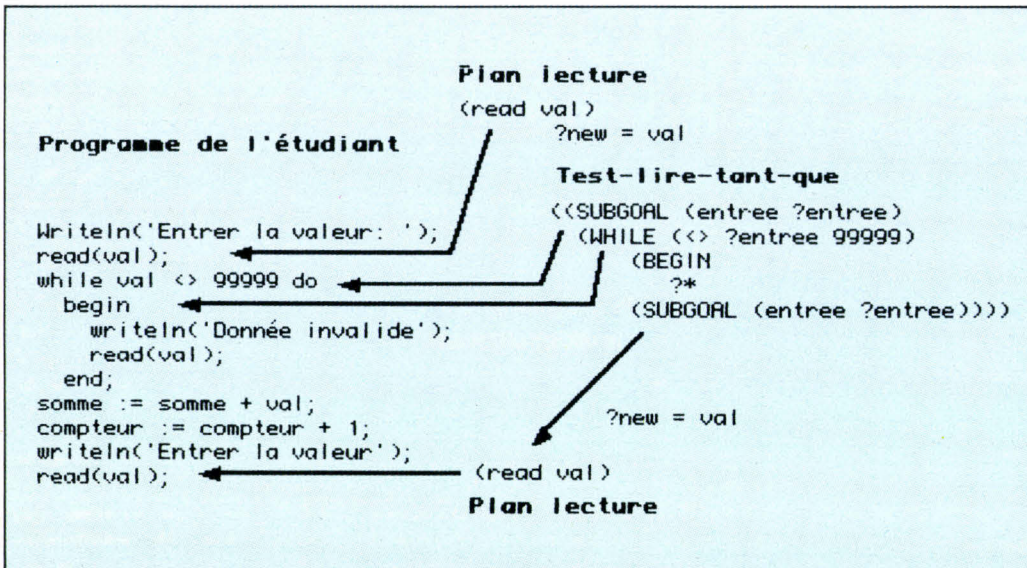 Plan lecture
(read val)
?new = val
Programme de l'étudiant
Test-lire-tant-que
((SUBGOAL (entree ?entree)
(WHILE (<> ?entree 99999)
(BEGIN
?*
(SUBGOAL (entree ?entree))))
Writeln('Entrer la valeur: ');
read(val);
while val <> 99999 do
begin
writeln('Donnée invalide');
read(val);
end;
somme := somme + val;
compteur := compteur + 1;
writeln('Entrer la valeur');
read(val);
?new = val
(read val)
Plan lecture